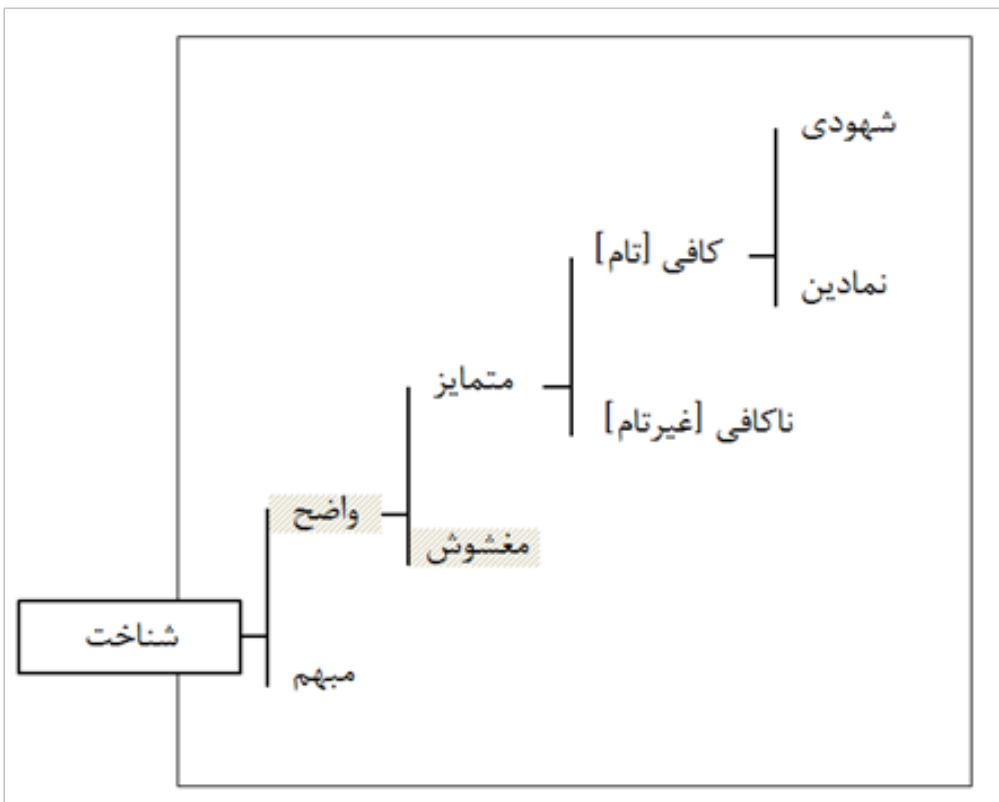 شهودی
کافی [تام]
نمادین
متمایز
ناکافی [غیرتام]
واضح
مغشوش
شناخت
مبهم